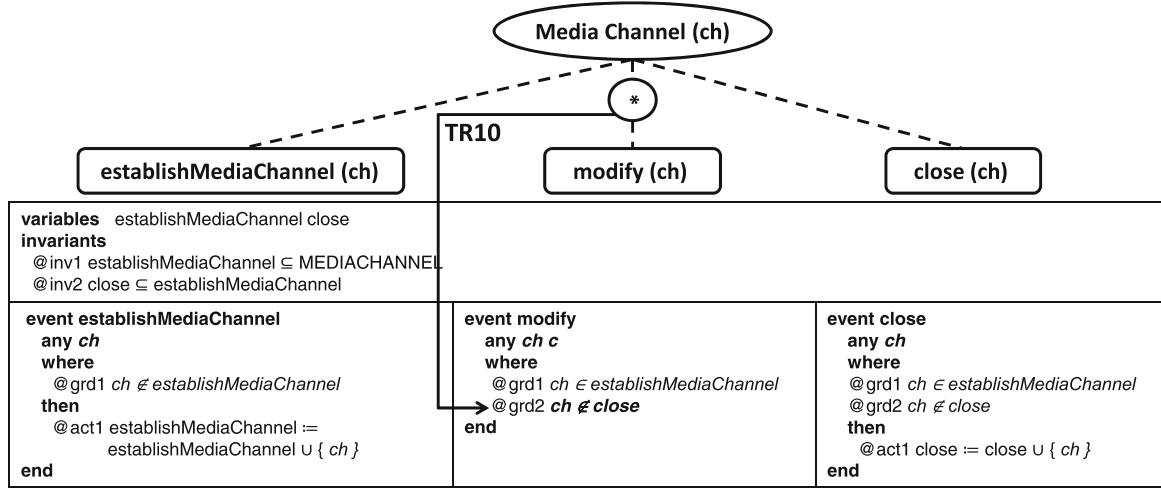 Media Channel (ch)
*
TR10
establishMediaChannel (ch)
modify (ch)
close (ch)
variables establishMediaChannel close
invariants
@inv1 establishMediaChannel ⊆ MEDIACHANNEL
@inv2 close ⊆ establishMediaChannel
event establishMediaChannel
any ch
where
@grd1 ch ∉ establishMediaChannel
then
@act1 establishMediaChannel ≔
establishMediaChannel ∪ { ch }
end
event modify
any ch c
where
@grd1 ch ∈ establishMediaChannel
@grd2 ch ∉ close
end
event close
any ch
where
@grd1 ch ∈ establishMediaChannel
@grd2 ch ∉ close
then
@act1 close ≔ close ∪ { ch }
end